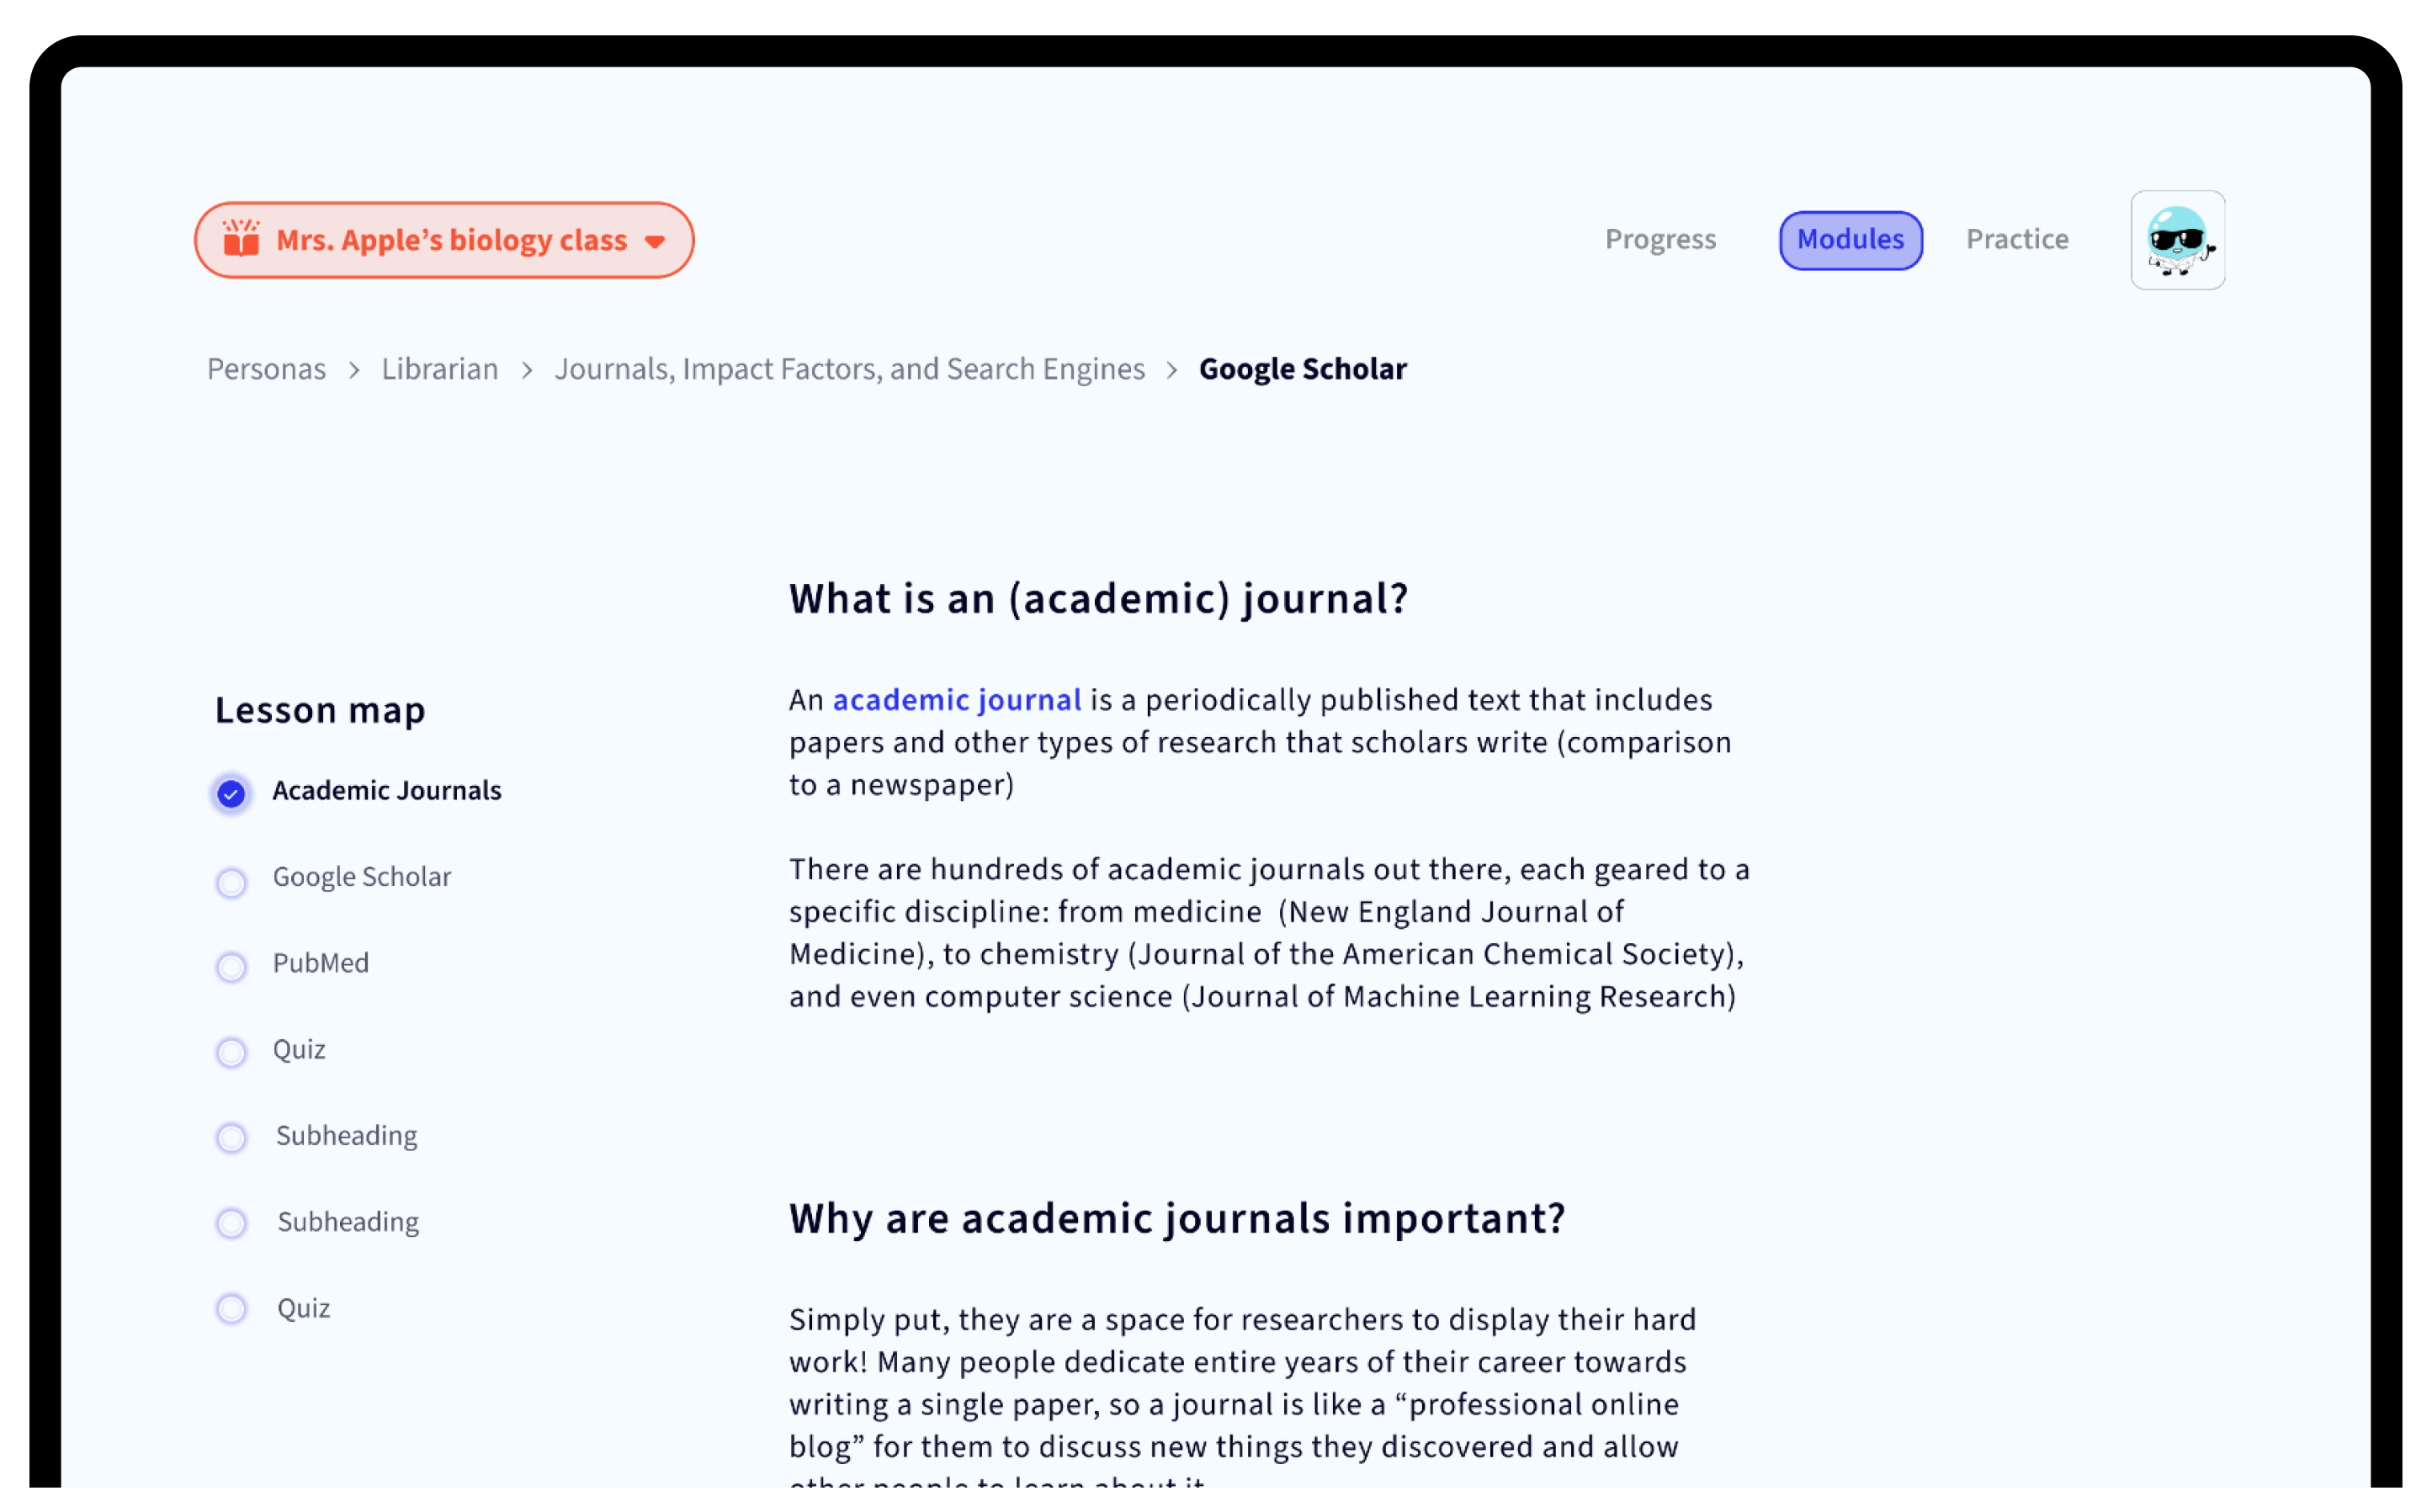 Mrs. Apple’s biology class
Progress
Modules
Practice
Personas > Librarian > Journals, Impact Factors, and Search Engines > Google Scholar
Lesson map
Academic Journals
Google Scholar
PubMed
Quiz
Subheading
Subheading
Quiz
What is an (academic) journal?
An academic journal is a periodically published text that includes
papers and other types of research that scholars write (comparison
to a newspaper)
There are hundreds of academic journals out there, each geared to a
specific discipline: from medicine  (New England Journal of
Medicine), to chemistry (Journal of the American Chemical Society),
and even computer science (Journal of Machine Learning Research)
Why are academic journals important?
Simply put, they are a space for researchers to display their hard
work! Many people dedicate entire years of their career towards
writing a single paper, so a journal is like a “professional online
blog” for them to discuss new things they discovered and allow
other people to learn about it